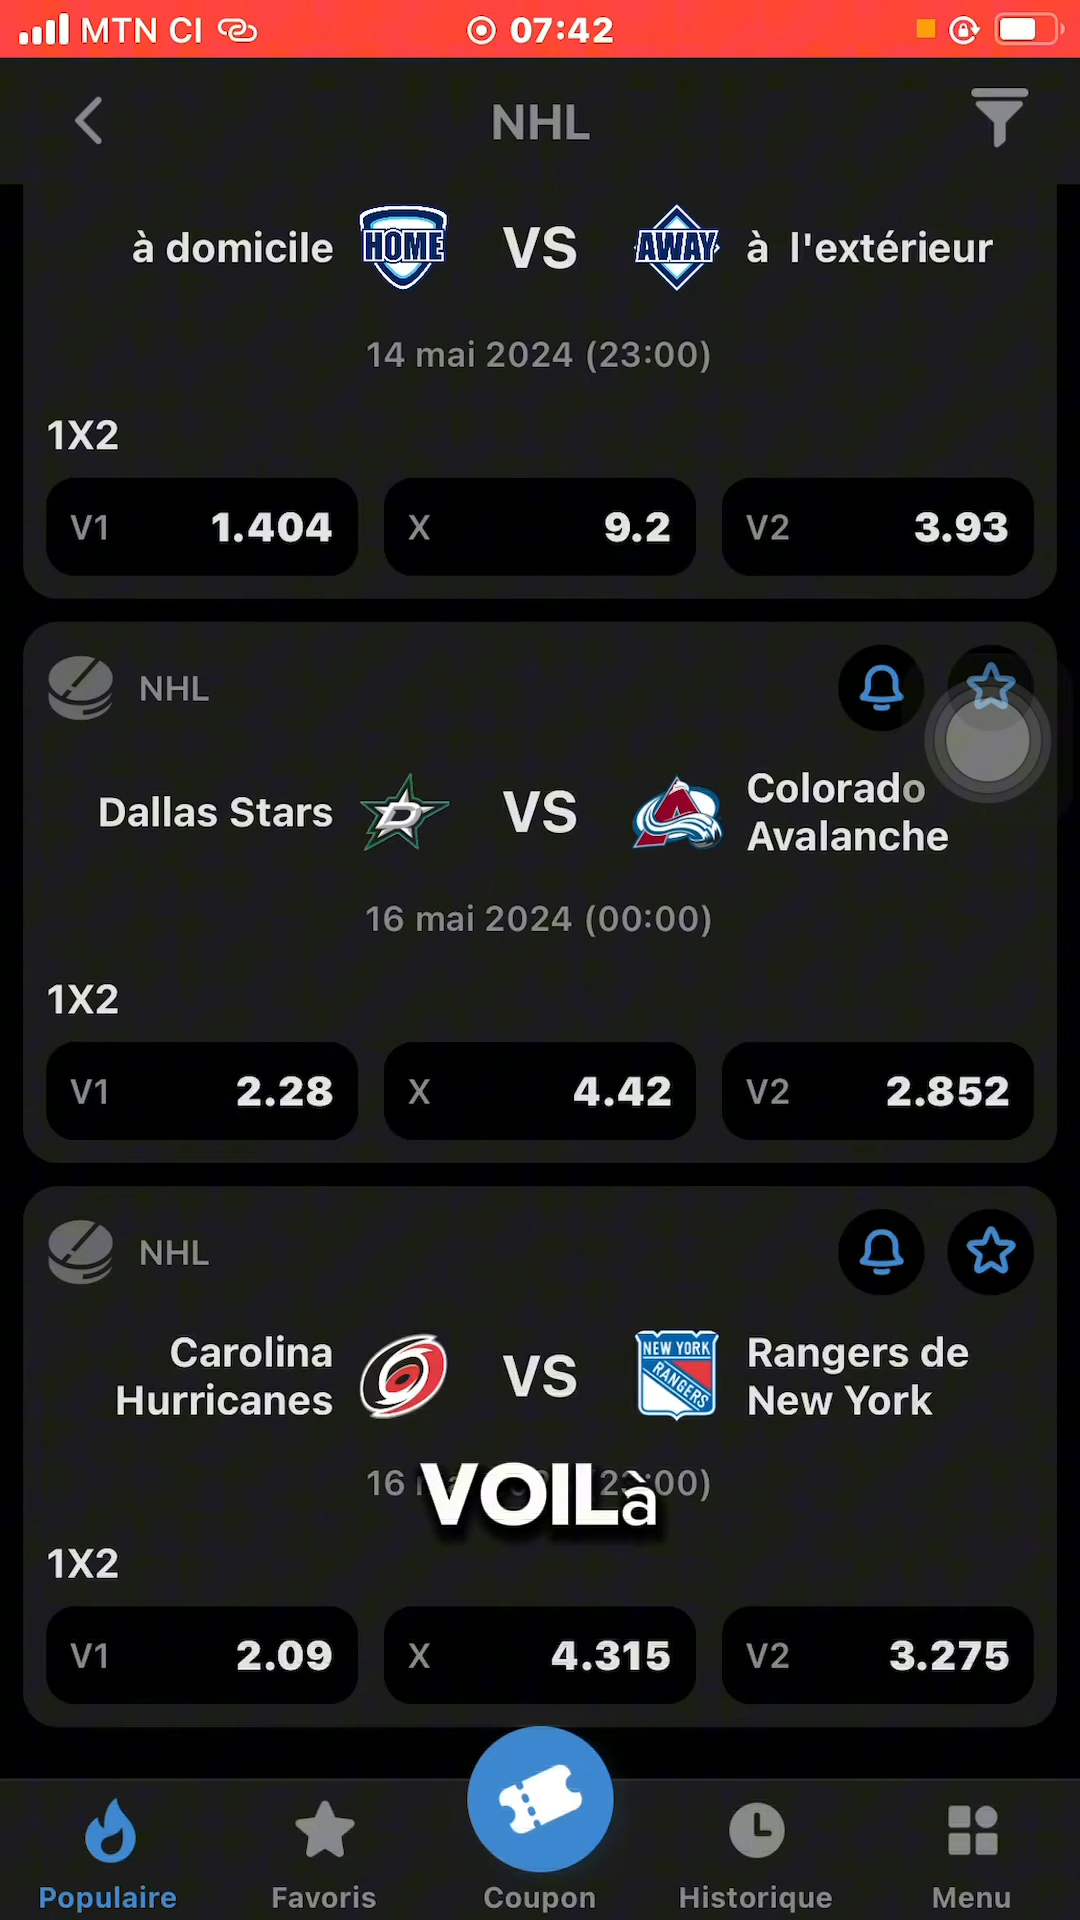 MTN CI 07:42
NHL
à domicile HOME VS AWAY à l'extérieur
14 mai 2024 (23:00)
1X2
V1 1.404 X 9.2 V2 3.93
NHL
Dallas Stars D VS A Colorado Avalanche
16 mai 2024 (00:00)
1X2
V1 2.28 X 4.42 V2 2.852
NHL
Carolina Hurricanes VS NEW YORK RANGERS Rangers de New York
16 :00)
VOILà
1X2
V1 2.09 X 4.315 V2 3.275
Populaire Favoris Coupon Historique Menu